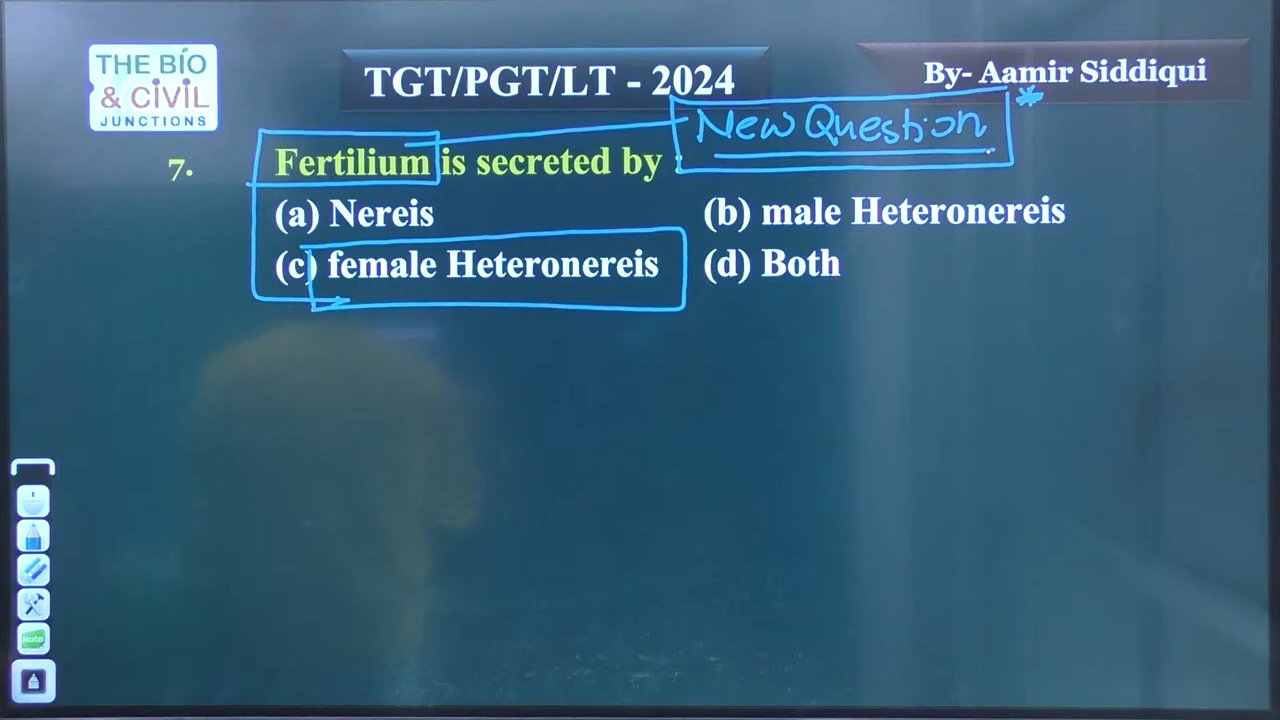 THE BIO
& CIVIL
JUNCTIONS
TGT/PGT/LT - 2024
By- Aamir Siddiqui
New Question
7. Fertilium is secreted by :
(a) Nereis (b) male Heteronereis
(c) female Heteronereis (d) Both
Note